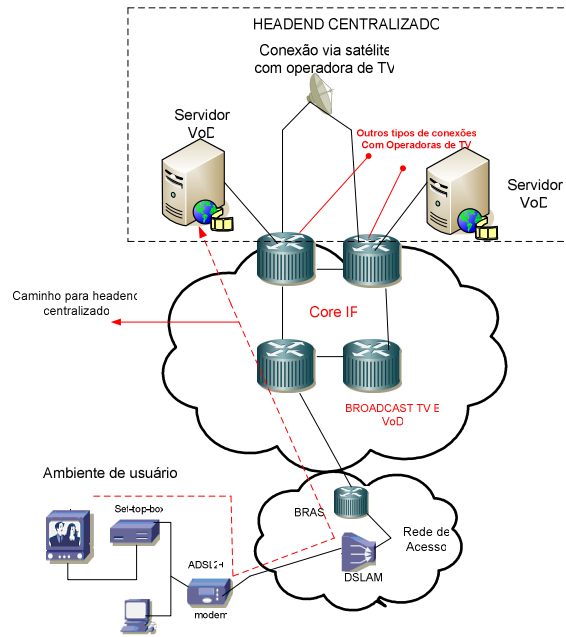 HEADEND CENTRALIZADO
Conexão via satélite
com operadora de TV
Servidor
VoD
Outros tipos de conexões
Com Operadoras de TV
Servidor
VoD
Caminho para headend
centralizado
Core IF
BROADCAST TV E
VoD
Ambiente de usuário
Set-top-box
BRAS
Rede de
Acesso
ADSL2+
DSLAM
modem